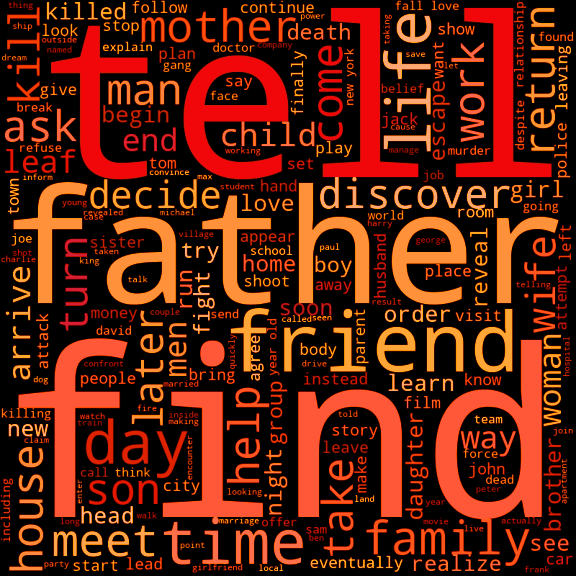 thing
killed
follow
continue
fall love
found
ship
outside
named
look
stop
mother
death
power
taking
explain
doctor
show
company
save
let
dream
kill
gang
plan
tell
come
life
escape
want
work
return
despite relationship
give
man
say
face
finally
new york
belief
break
begin
jack
cause
police
leaving
ask
end
child
play
manage
murder
refuse
leaf
tom
working
set
job
inform
convince
max
student
hand
town
young
revealed
michael
decide
love
discover
girl
father
case
world
room
going
joe
sister
village
appear
school
paul
harry
george
charlie
shot
taken
king
turn
try
home
boy
husband
place
reveal
wife
left
attempt
talk
run
shoot
away
result
telling
arrive
attack
money
couple
send
soon
called
seen
order
visit
david
fight
friend
woman
hospital
dog
later
men
quickly
agree
year old
body
parent
confront
people
married
bring
drive
instead
learn
know
find
killing
claim
watch
train
fire
inside
making
help
group
told
film
team
join
new
day
call
think
encounter
looking
night
story
take
leave
make
daughter
way
force
john
dead
brother
apartment
house
son
city
land
peter
including
head
enter
long
walk
marriage
offer
sam
ben
year
movie
live
actually
meet
time
family
see
start
lead
point
eventually
realize
car
party
girlfriend
local
frank